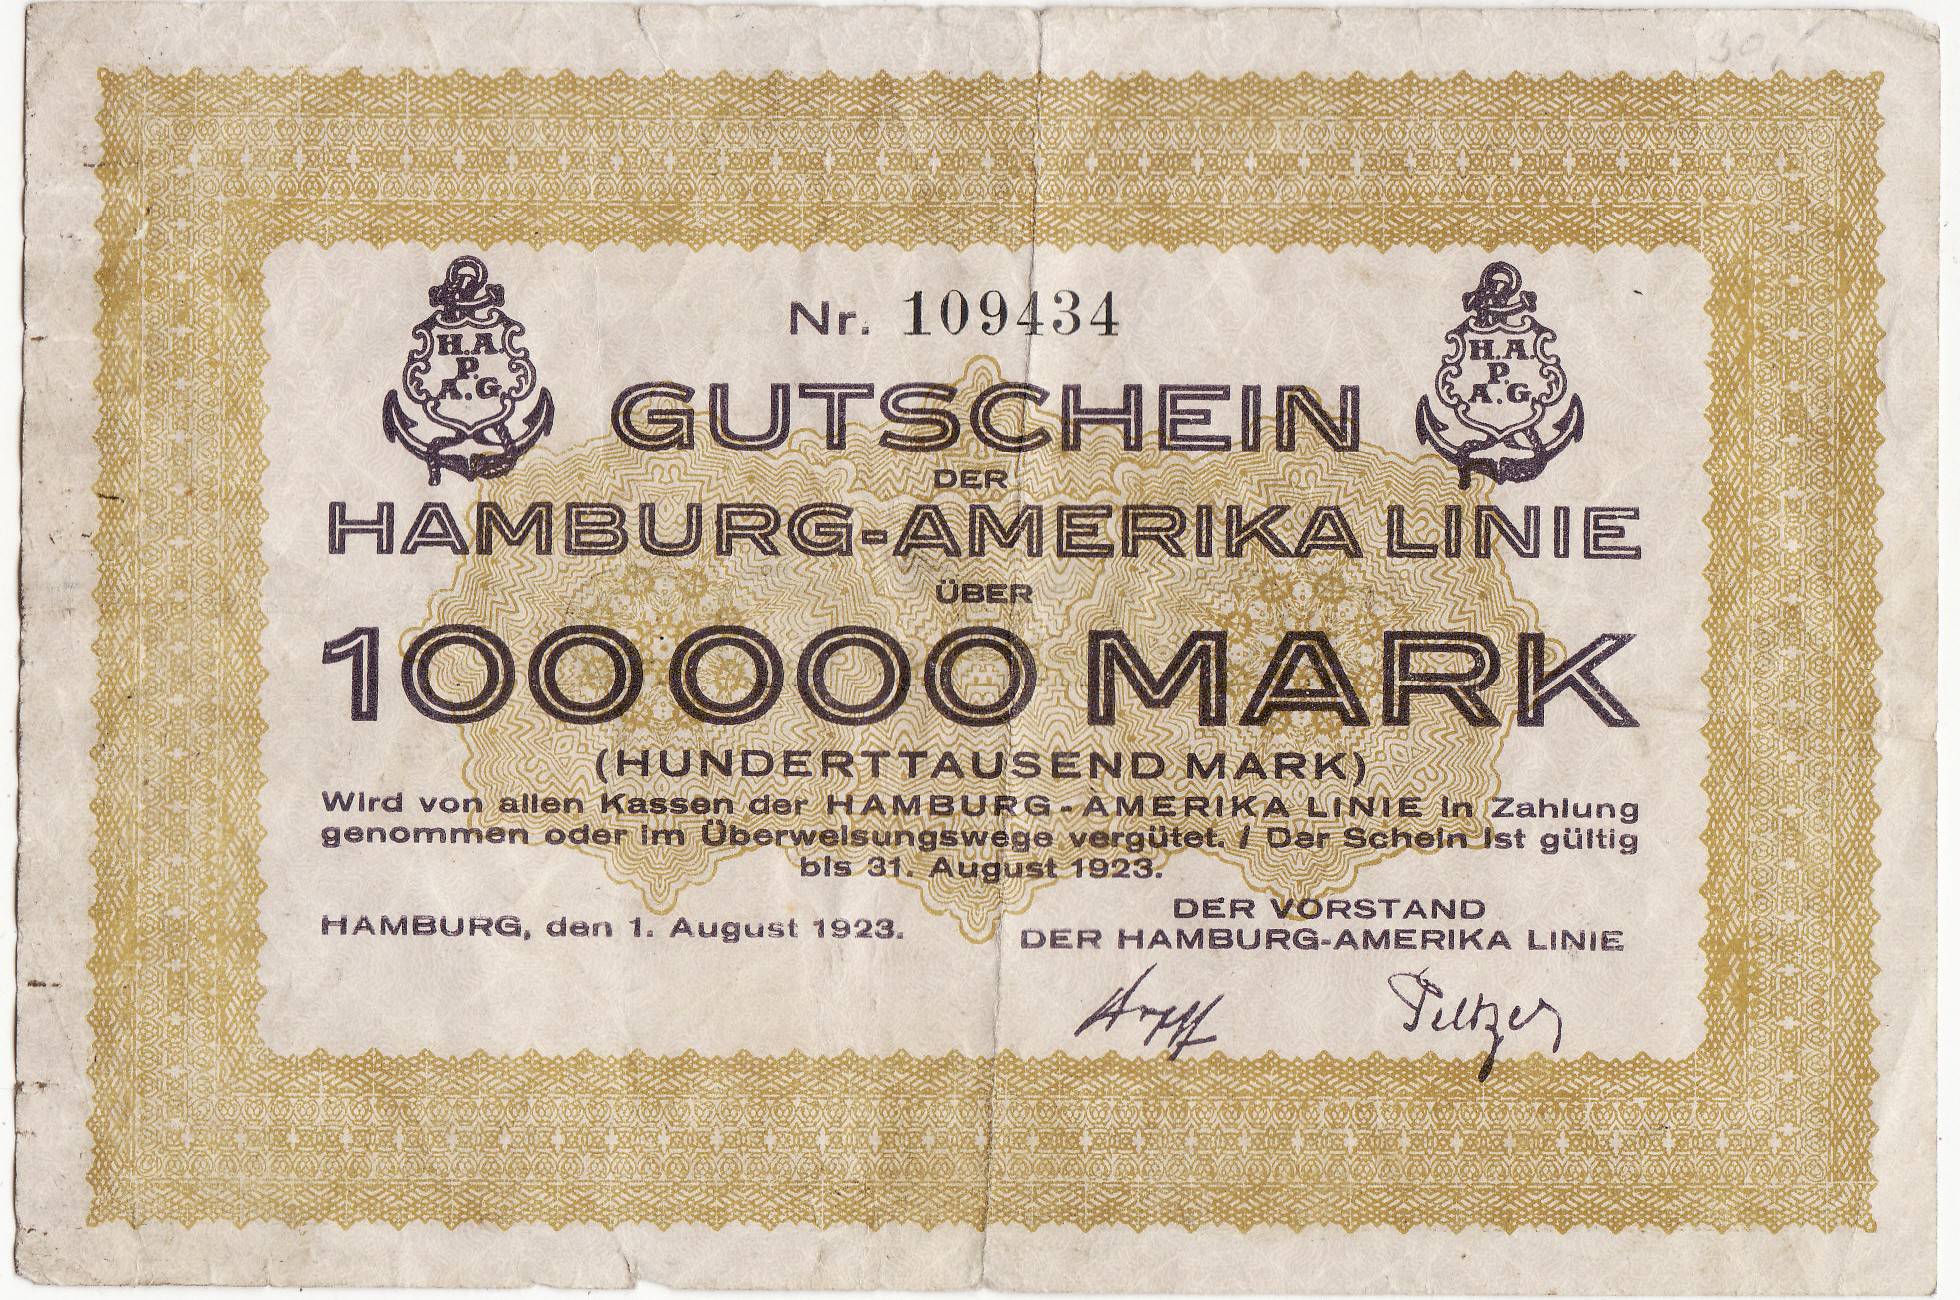 30,-
Nr. 109434
H.A.
P.
A.G.
H.A.
P.
A.G.
GUTSCHEIN
DER
HAMBURG-AMERIKA LINIE
ÜBER
100000 MARK
(HUNDERTTAUSEND MARK)
Wird von allen Kassen der HAMBURG-AMERIKA LINIE in Zahlung
genommen oder im Überweisungswege vergütet. / Der Schein ist gültig
bis 31. August 1923.
HAMBURG, den 1. August 1923.
DER VORSTAND
DER HAMBURG-AMERIKA LINIE
Peltzer